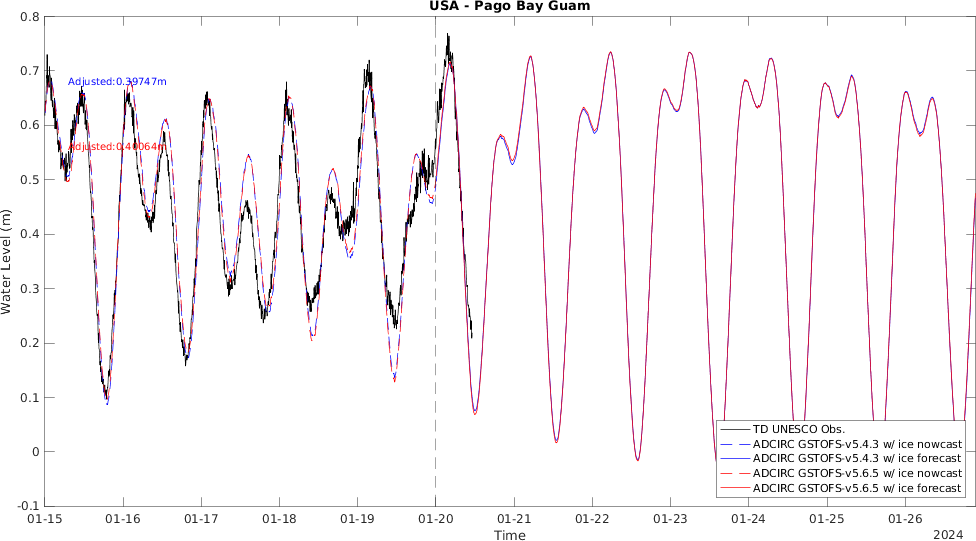 USA - Pago Bay Guam
0.8
0.7
0.6
0.5
0.4
0.3
0.2
0.1
0
-0.1
Water Level (m)
Adjusted:0.39747m
Adjusted:0.40064m
TD UNESCO Obs.
ADCIRC GSTOFS-v5.4.3 w/ ice nowcast
ADCIRC GSTOFS-v5.4.3 w/ ice forecast
ADCIRC GSTOFS-v5.6.5 w/ ice nowcast
ADCIRC GSTOFS-v5.6.5 w/ ice forecast
01-15 01-16 01-17 01-18 01-19 01-20 01-21 01-22 01-23 01-24 01-25 01-26
Time
2024